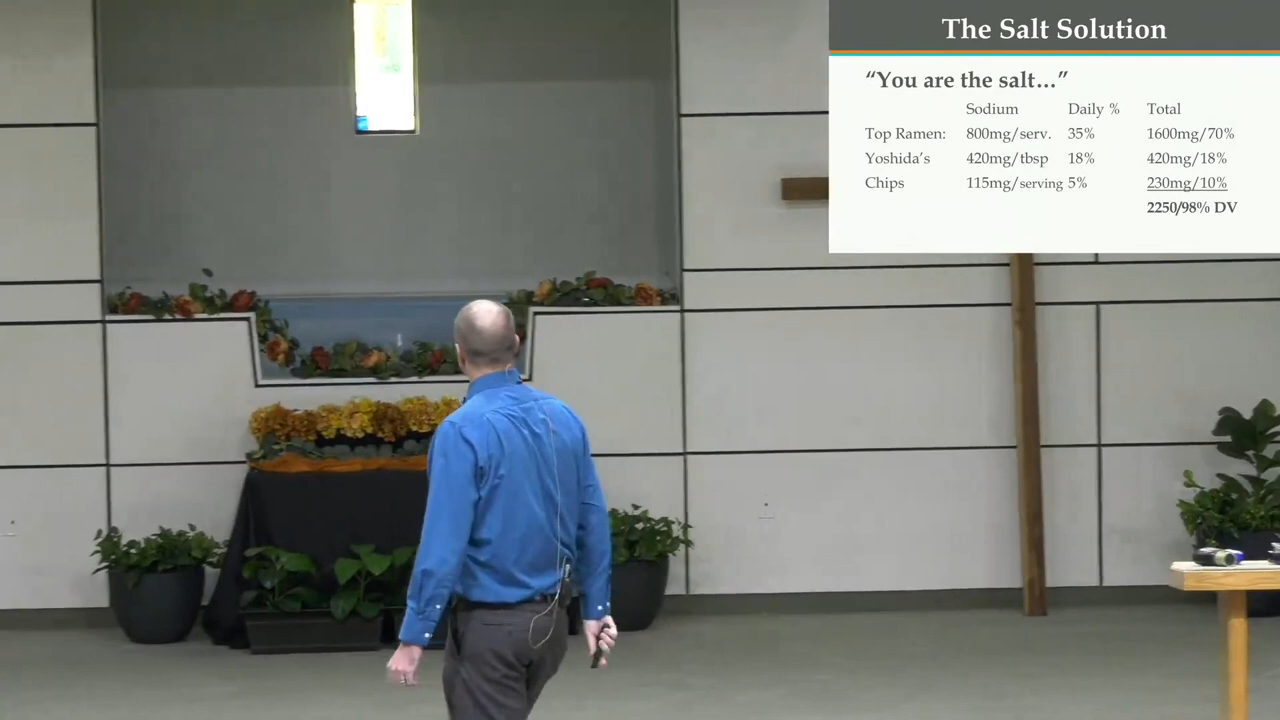 The Salt Solution
“You are the salt…”
Sodium Daily % Total
Top Ramen: 800mg/serv. 35% 1600mg/70%
Yoshida’s 420mg/tbsp 18% 420mg/18%
Chips 115mg/serving 5% 230mg/10%
2250/98% DV